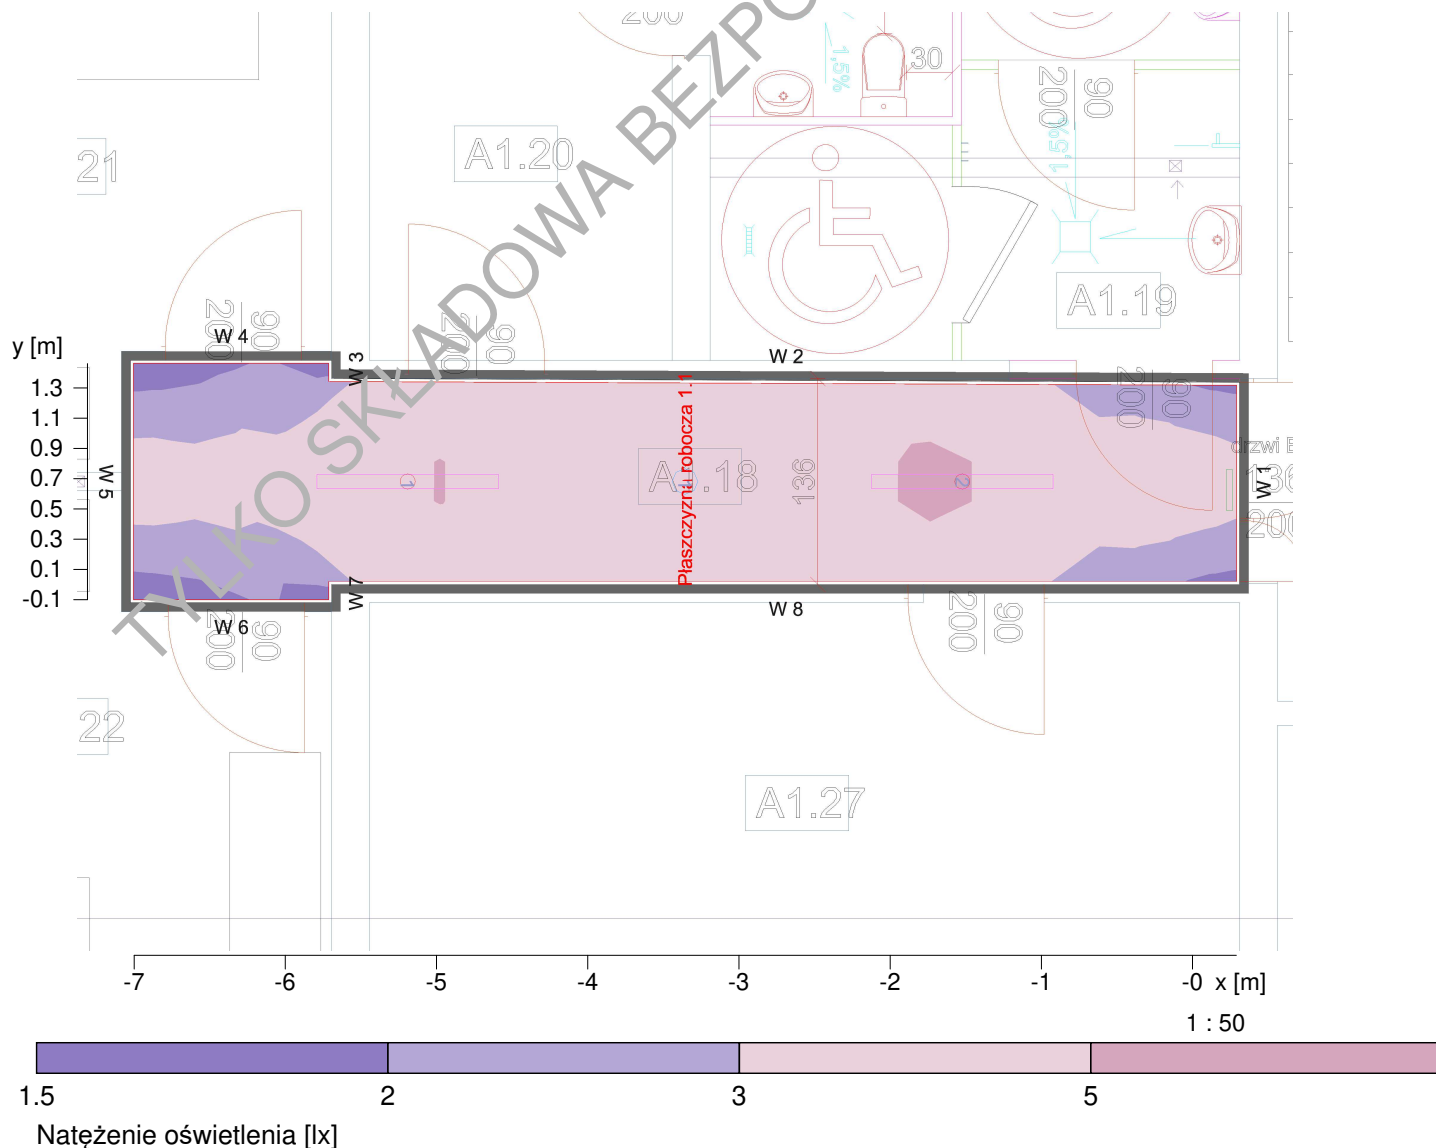 200
1,5%
30
90
200
1,5%
21
A1.20
A1.19
TYLKO SKŁADOWA BEZPO
90
200
90
200
90
200
y [m]
W 4
W 3
W 2
1.3
1.1
0.9
0.7
0.5
0.3
0.1
-0.1
W 5
1
Płaszczyzna robocza 1.1
.18
136
2
drzwi E
W 1
136
200
W 7
W 8
W 6
90
200
90
200
22
A1.27
-7 -6 -5 -4 -3 -2 -1 -0 x [m]
1 : 50
1.5 2 3 5
Natężenie oświetlenia [lx]